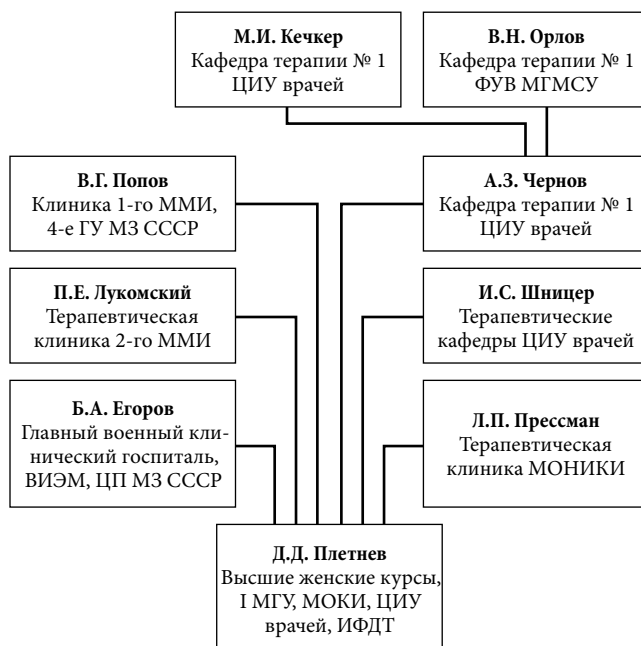 М.И. Кечкер
Кафедра терапии № 1
ЦИУ врачей
В.Н. Орлов
Кафедра терапии № 1
ФУВ МГМСУ
В.Г. Попов
Клиника 1-го ММИ,
4-е ГУ МЗ СССР
А.З. Чернов
Кафедра терапии № 1
ЦИУ врачей
П.Е. Лукомский
Терапевтическая
клиника 2-го ММИ
И.С. Шницер
Терапевтические
кафедры ЦИУ врачей
Б.А. Егоров
Главный военный кли-
нический госпиталь,
ВИЭМ, ЦП МЗ СССР
Л.П. Прессман
Терапевтическая
клиника МОНИКИ
Д.Д. Плетнев
Высшие женские курсы,
I МГУ, МОКИ, ЦИУ
врачей, ИФДТ